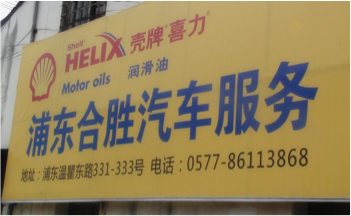 Shell
HELIX 壳牌 喜力
Motor oils 润滑油
浦东合胜汽车服务
地址：浦东温瞿东路331-333号 电话：0577-86113868